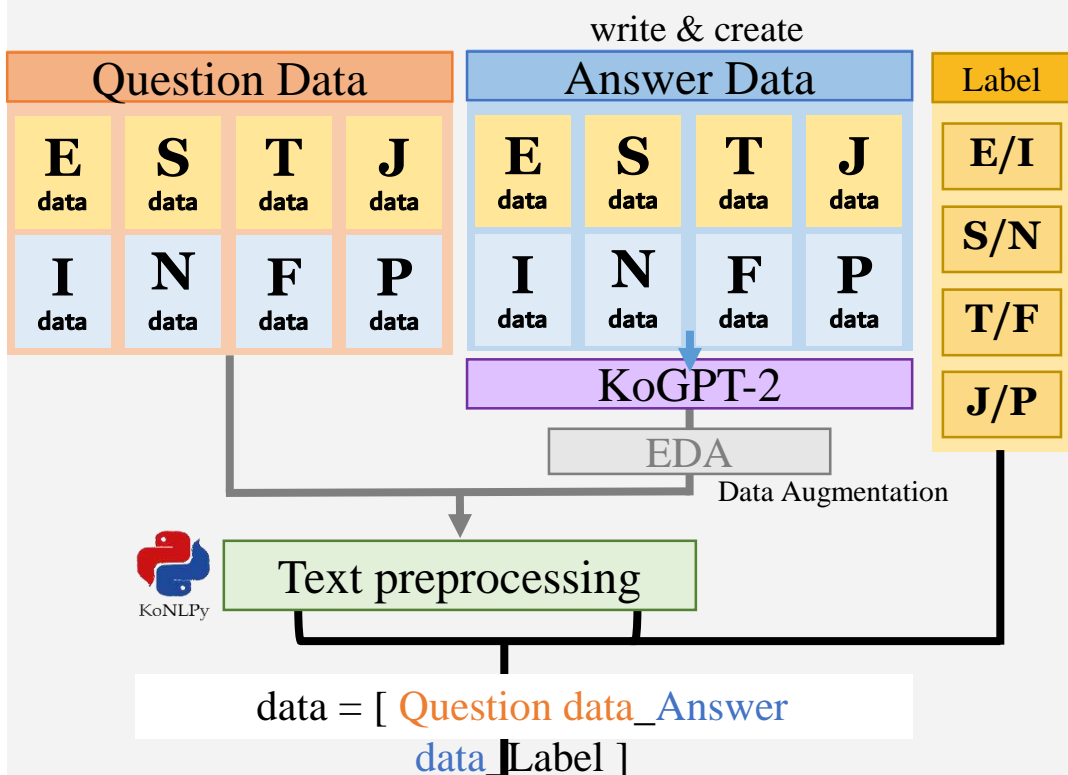 write & create
Question Data
Answer Data
Label
E
data
S
data
T
data
J
data
I
data
N
data
F
data
P
data
E
data
S
data
T
data
J
data
I
data
N
data
F
data
P
data
E/I
S/N
T/F
J/P
KoGPT-2
EDA
Data Augmentation
KoNLPy
Text preprocessing
data = [ Question data_Answer
data_Label ]